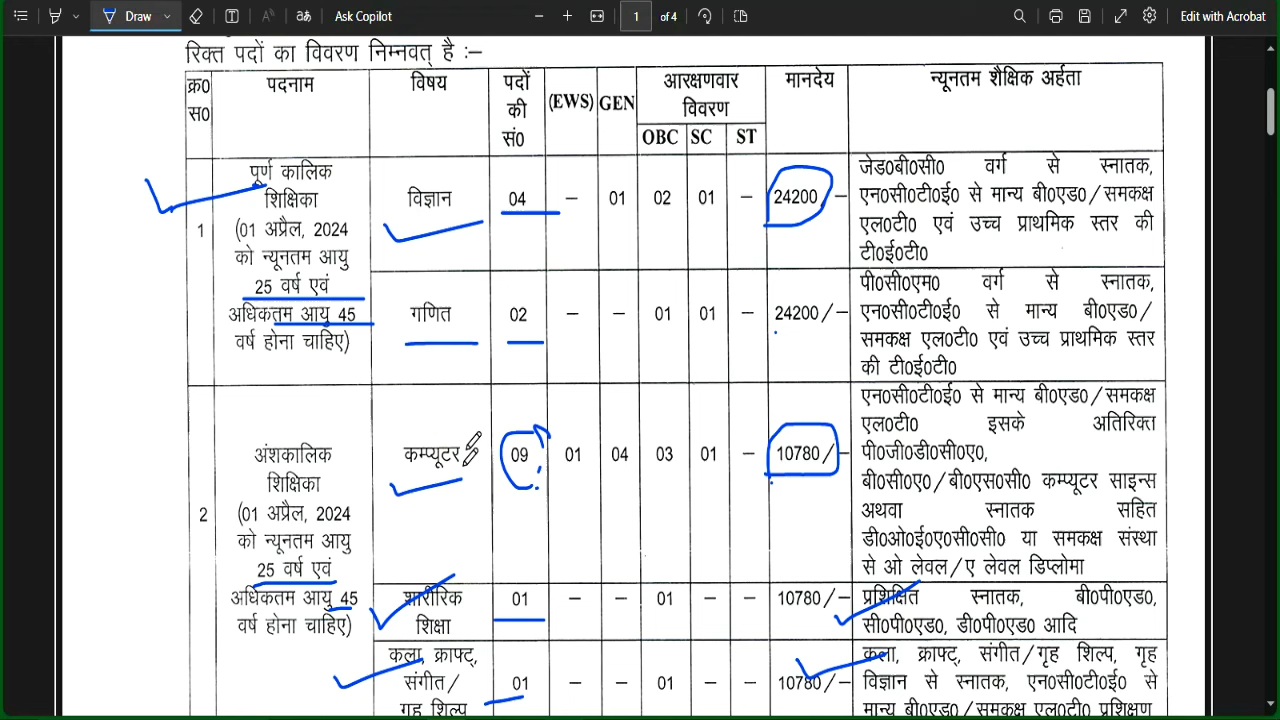 Draw
Ask Copilot
1 of 4
Edit with Acrobat
रिक्त पदों का विवरण निम्नवत् है :–
क्र0 सं0
पदनाम
विषय
पदों की सं0
(EWS)
GEN
आरक्षणवार विवरण
OBC
SC
ST
मानदेय
न्यूनतम शैक्षिक अर्हता
1
पूर्ण कालिक
शिक्षिका
(01 अप्रैल, 2024
को न्यूनतम आयु
25 वर्ष एवं
अधिकतम आयु 45
वर्ष होना चाहिए)
विज्ञान
04
–
01
02
01
–
24200/–
जेड0बी0सी0 वर्ग से स्नातक,
एन0सी0टी0ई0 से मान्य बी0एड0/समकक्ष
एल0टी0 एवं उच्च प्राथमिक स्तर की
टी0ई0टी0
गणित
02
–
–
01
01
–
24200/–
पी0सी0एम0 वर्ग से स्नातक,
एन0सी0टी0ई0 से मान्य बी0एड0/
समकक्ष एल0टी0 एवं उच्च प्राथमिक स्तर
की टी0ई0टी0
2
अंशकालिक
शिक्षिका
(01 अप्रैल, 2024
को न्यूनतम आयु
25 वर्ष एवं
अधिकतम आयु 45
वर्ष होना चाहिए)
कम्प्यूटर
09
01
04
03
01
–
10780/–
एन0सी0टी0ई0 से मान्य बी0एड0/समकक्ष
एल0टी0 इसके अतिरिक्त
पी0जी0डी0सी0ए0,
बी0सी0ए0/बी0एस0सी0 कम्प्यूटर साइन्स
अथवा स्नातक सहित
डी0ओ0ई0ए0सी0सी0 या समकक्ष संस्था
से ओ लेवल/ए लेवल डिप्लोमा
शारीरिक
शिक्षा
01
–
–
01
–
–
10780/–
प्रशिक्षित स्नातक, बी0पी0एड0,
सी0पी0एड0, डी0पी0एड0 आदि
कला, क्राफ्ट,
संगीत/
गृह शिल्प
01
–
–
01
–
–
10780/–
कला, क्राफ्ट, संगीत/गृह शिल्प, गृह
विज्ञान से स्नातक, एन0सी0टी0ई0 से
मान्य बी0एड0/समकक्ष एल0टी0 प्रशिक्षण